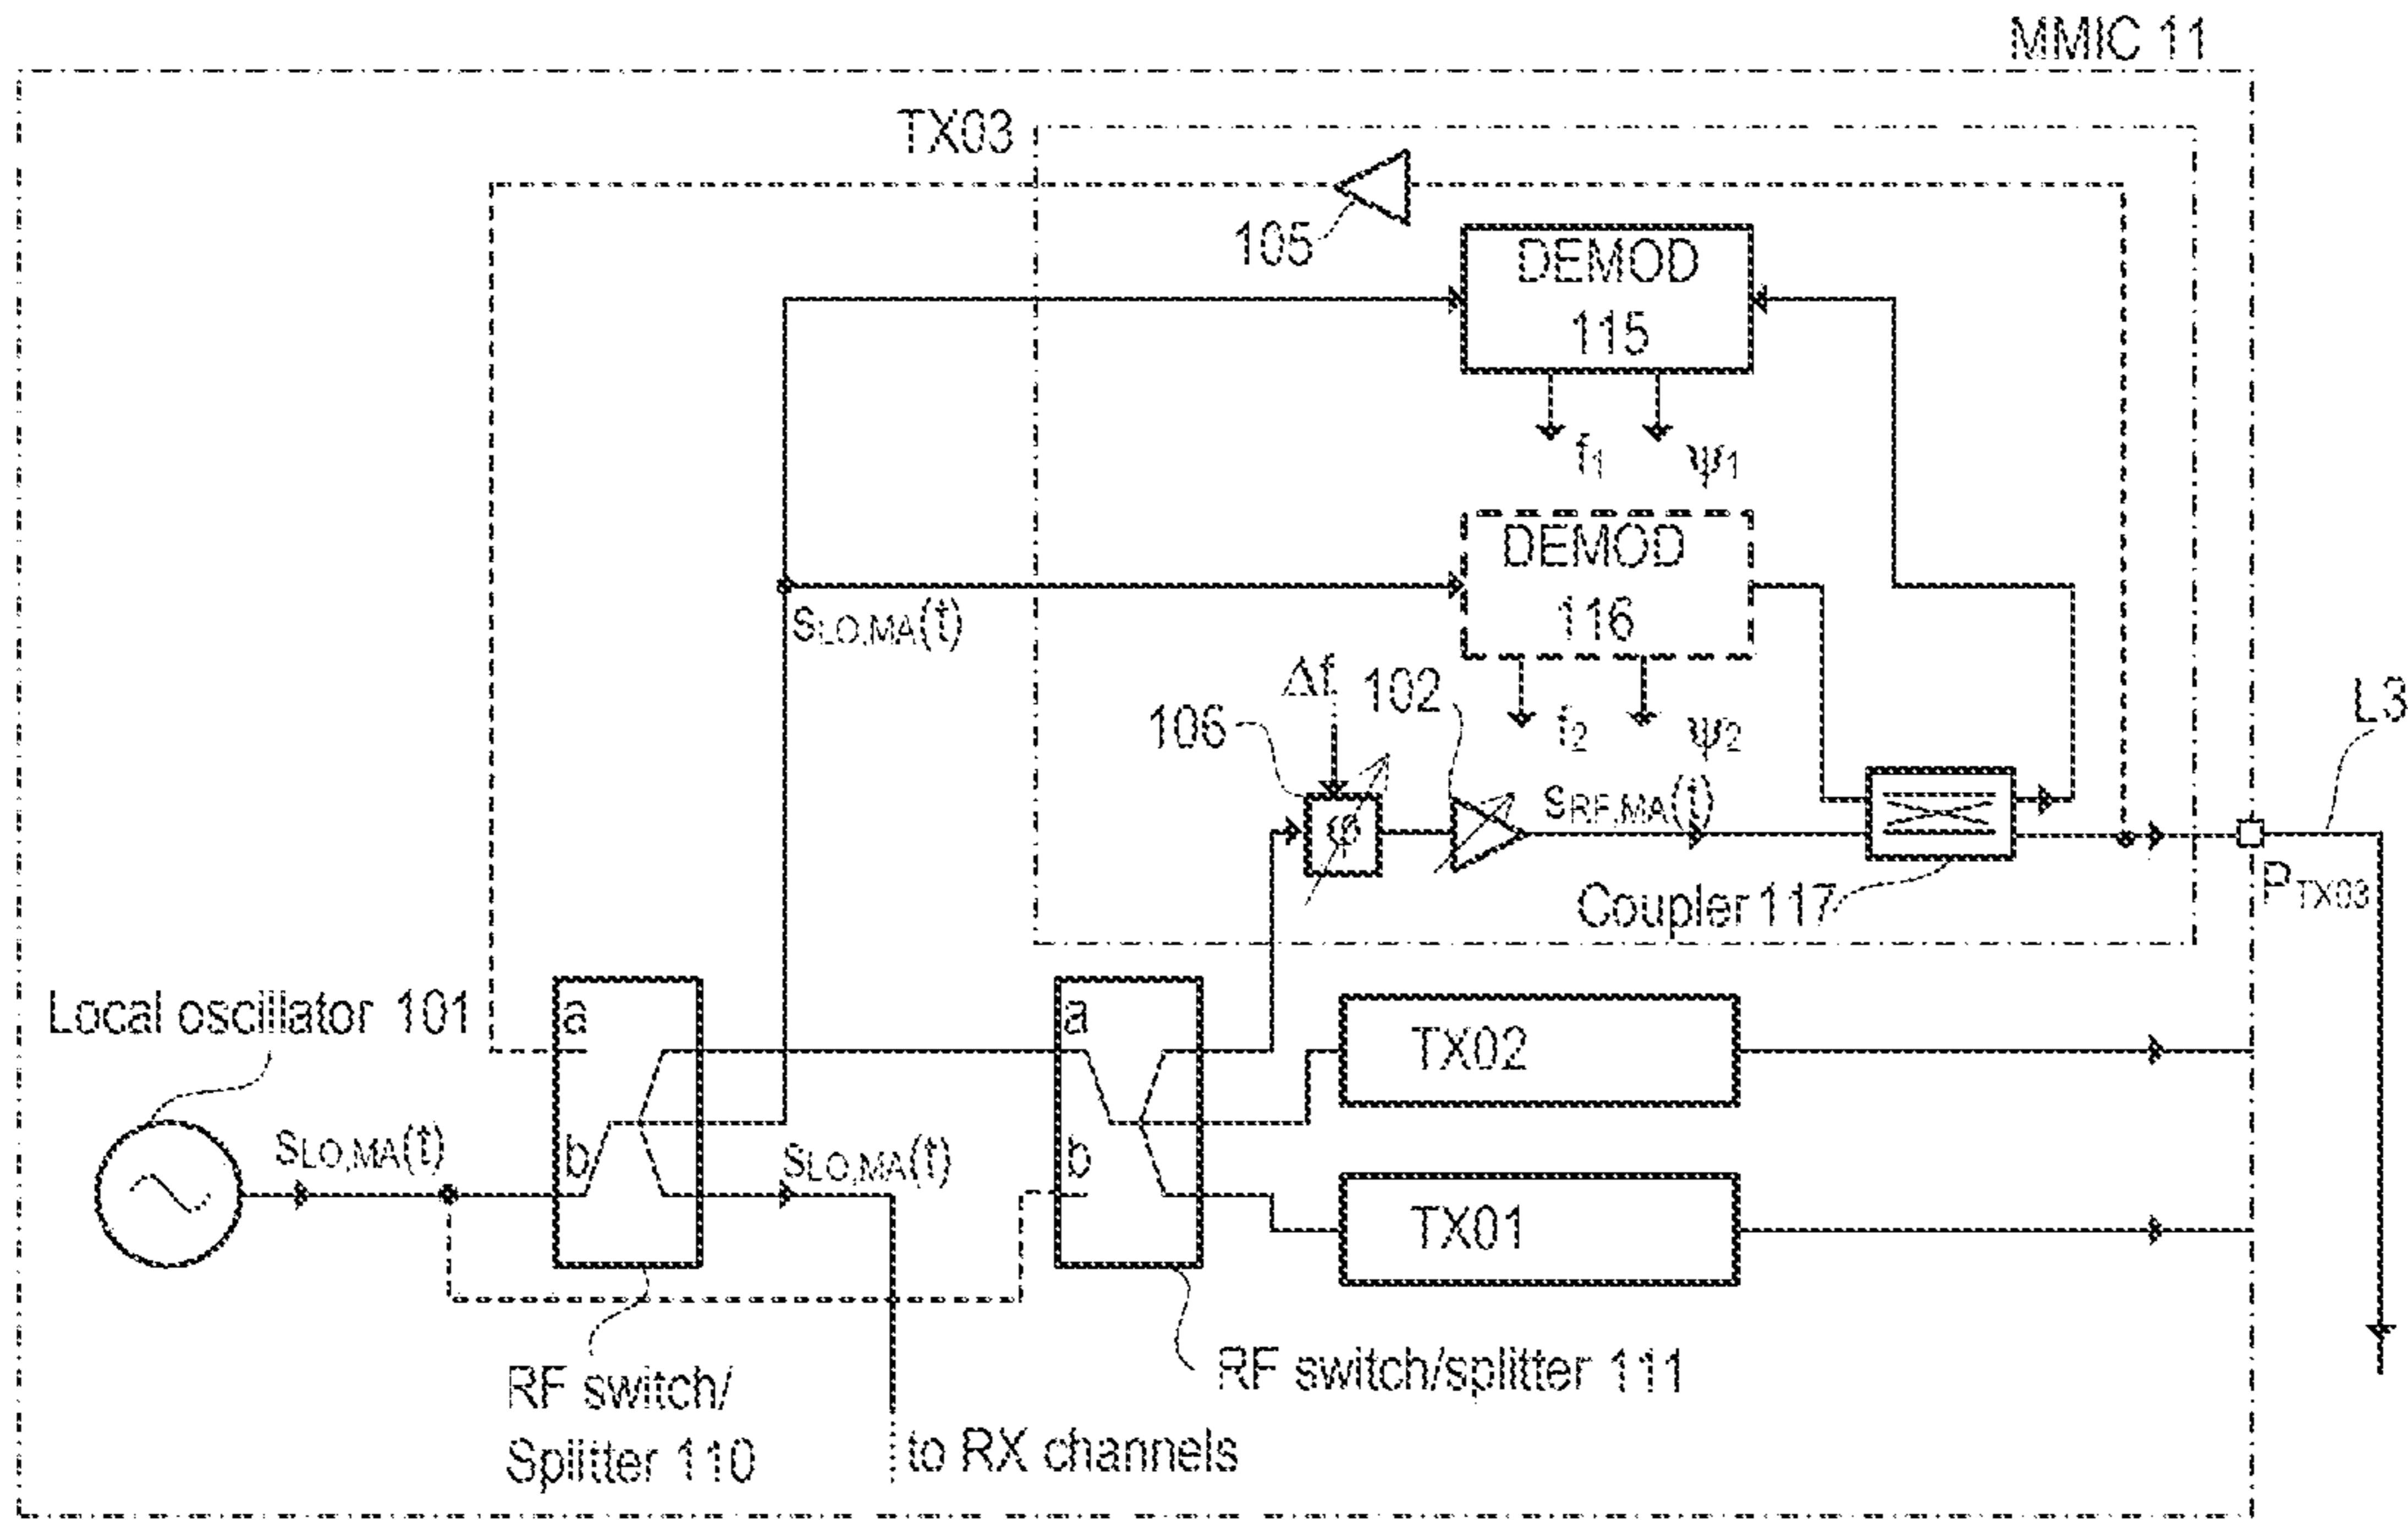 MMIC 11
TX03
105
DEMOD
115
f1 ψ1
DEMOD
116
sLO,MA(t)
Δf 102
106
f2 ψ2
L3
φ
sRF,MA(t)
Coupler 117
PTX03
Local oscillator 101
a
a
TX02
b
b
sLO,MA(t)
sLO,MA(t)
TX01
RF switch/
Splitter 110
RF switch/splitter 111
to RX channels